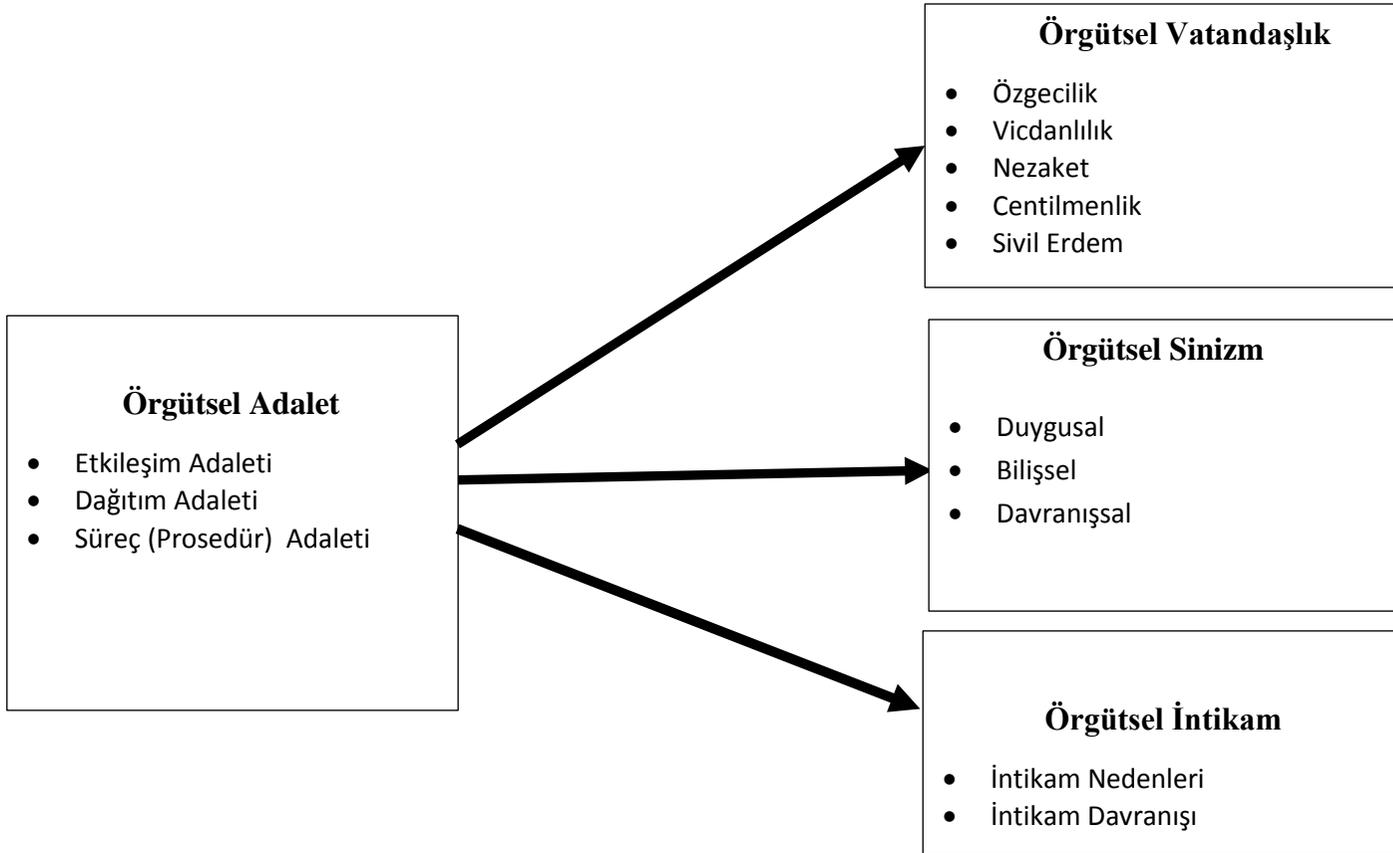 Örgütsel Vatandaşlık
• Özgecilik
• Vicdanlılık
• Nezaket
• Centilmenlik
• Sivil Erdem
Örgütsel Adalet
• Etkileşim Adaleti
• Dağıtım Adaleti
• Süreç (Prosedür) Adaleti
Örgütsel Sinizm
• Duygusal
• Bilişsel
• Davranışsal
Örgütsel İntikam
• İntikam Nedenleri
• İntikam Davranışı